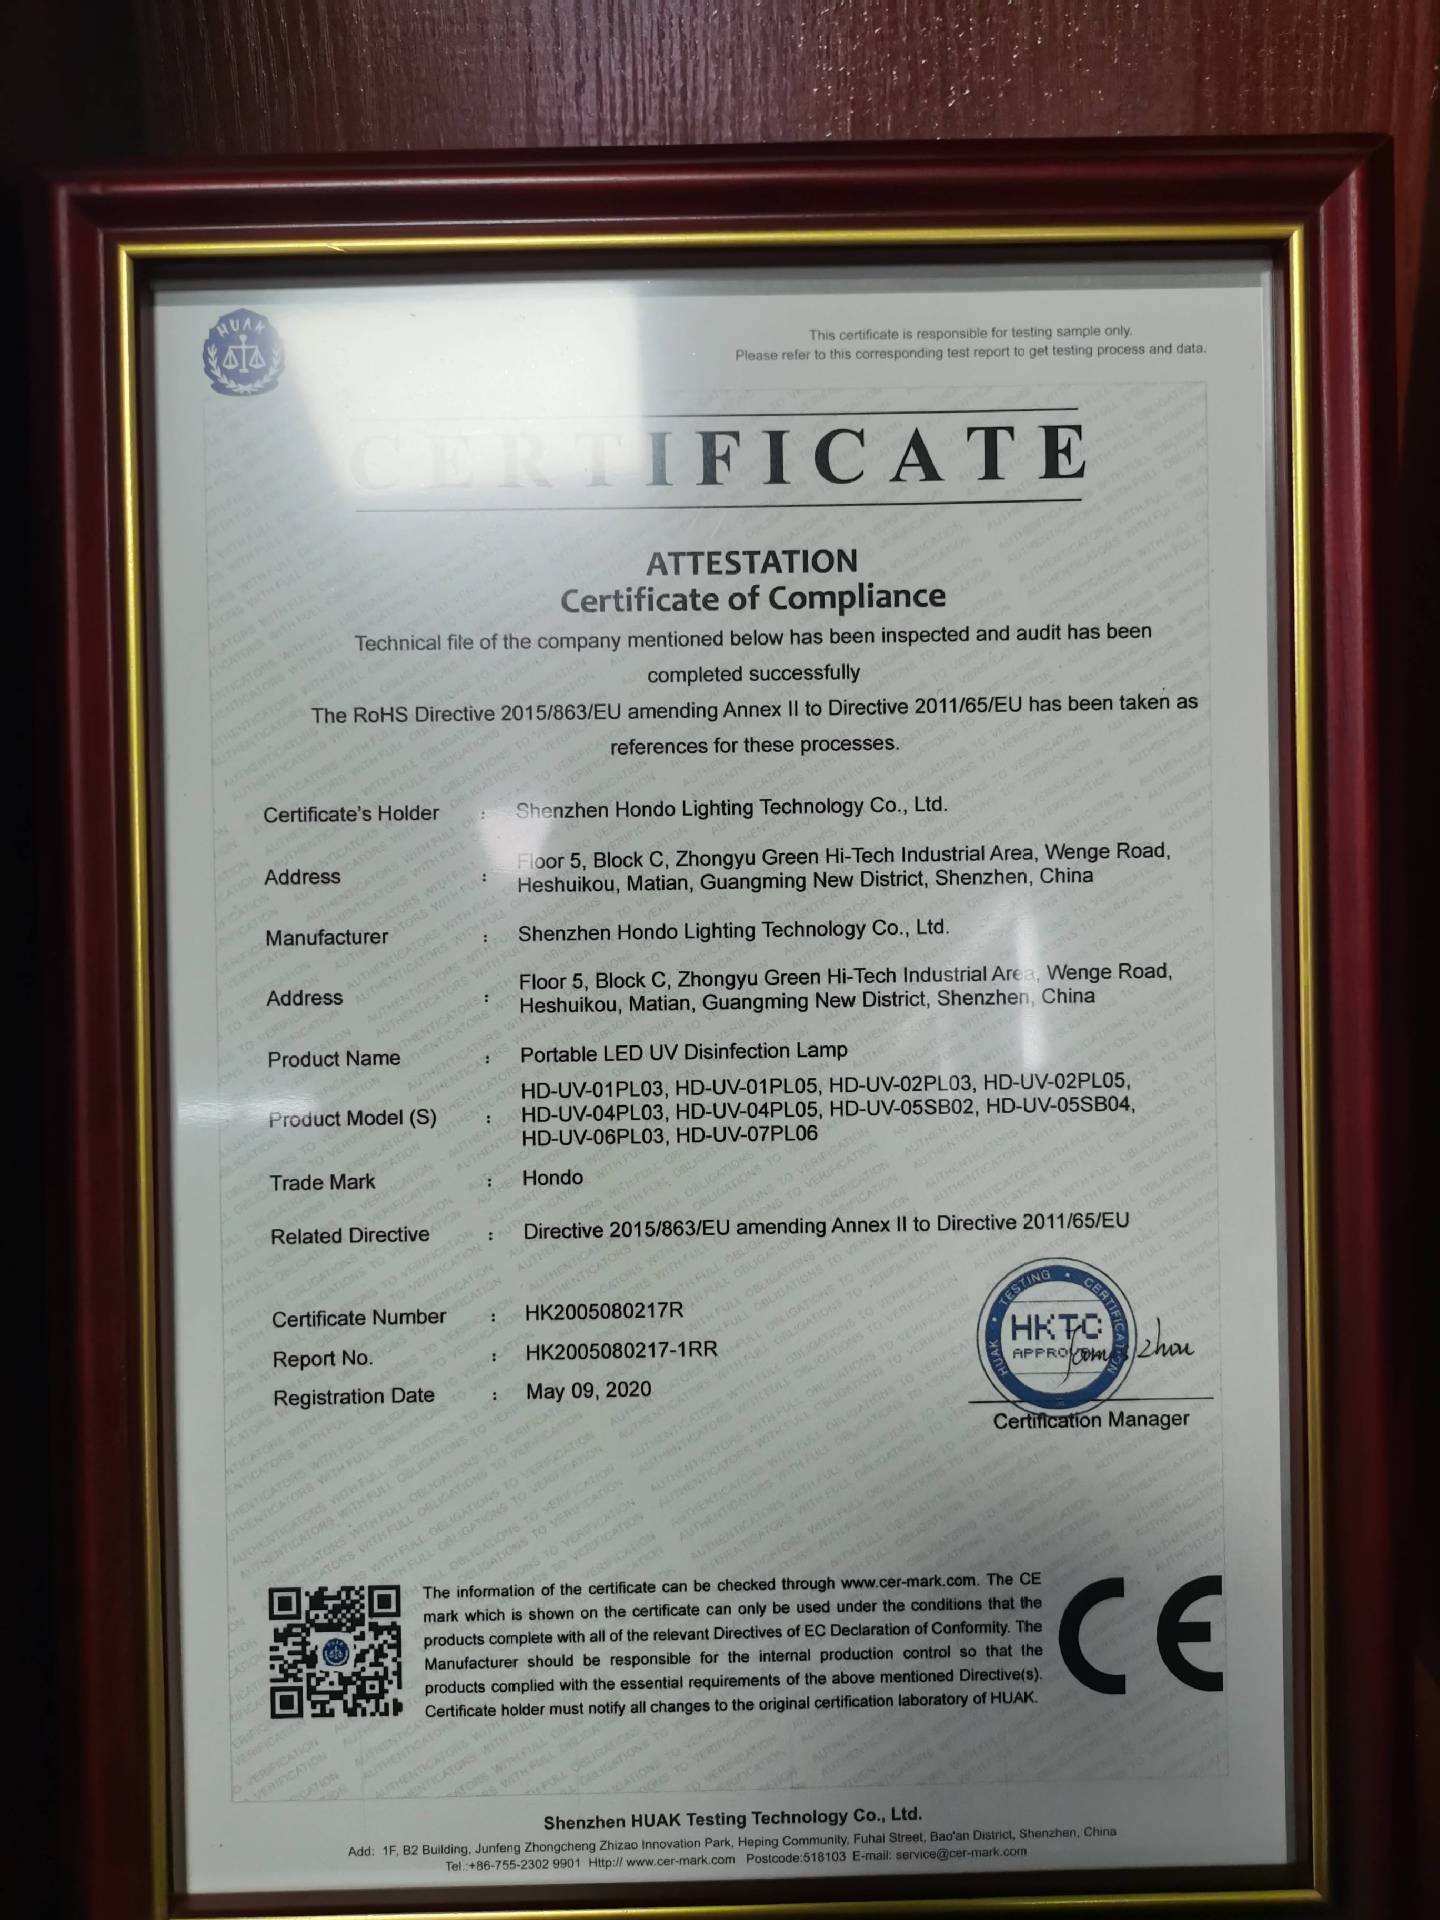 HUAK
This certificate is responsible for testing sample only.
Please refer to this corresponding test report to get testing process and data.
CERTIFICATE
ATTESTATION
Certificate of Compliance
Technical file of the company mentioned below has been inspected and audit has been
completed successfully
The RoHS Directive 2015/863/EU amending Annex II to Directive 2011/65/EU has been taken as
references for these processes.
Certificate's Holder : Shenzhen Hondo Lighting Technology Co., Ltd.
Address : Floor 5, Block C, Zhongyu Green Hi-Tech Industrial Area, Wenge Road,
Heshuikou, Matian, Guangming New District, Shenzhen, China
Manufacturer : Shenzhen Hondo Lighting Technology Co., Ltd.
Address : Floor 5, Block C, Zhongyu Green Hi-Tech Industrial Area, Wenge Road,
Heshuikou, Matian, Guangming New District, Shenzhen, China
Product Name : Portable LED UV Disinfection Lamp
Product Model (S) : HD-UV-01PL03, HD-UV-01PL05, HD-UV-02PL03, HD-UV-02PL05,
HD-UV-04PL03, HD-UV-04PL05, HD-UV-05SB02, HD-UV-05SB04,
HD-UV-06PL03, HD-UV-07PL06
Trade Mark : Hondo
Related Directive : Directive 2015/863/EU amending Annex II to Directive 2011/65/EU
Certificate Number : HK2005080217R
Report No. : HK2005080217-1RR
Registration Date : May 09, 2020
HUAK • TESTING • CERTIFICATION
HKTC
Zhou
Certification Manager
The information of the certificate can be checked through www.cer-mark.com. The CE
mark which is shown on the certificate can only be used under the conditions that the
products complete with all of the relevant Directives of EC Declaration of Conformity. The
Manufacturer should be responsible for the internal production control so that the
products complied with the essential requirements of the above mentioned Directive(s).
Certificate holder must notify all changes to the original certification laboratory of HUAK.
CE
Shenzhen HUAK Testing Technology Co., Ltd.
Add: 1F, B2 Building, Junfeng Zhongcheng Zhizao Innovation Park, Heping Community, Fuhai Street, Bao'an District, Shenzhen, China
Tel.:+86-755-2302 9901 Http:// www.cer-mark.com Postcode:518103 E-mail: service@cer-mark.com